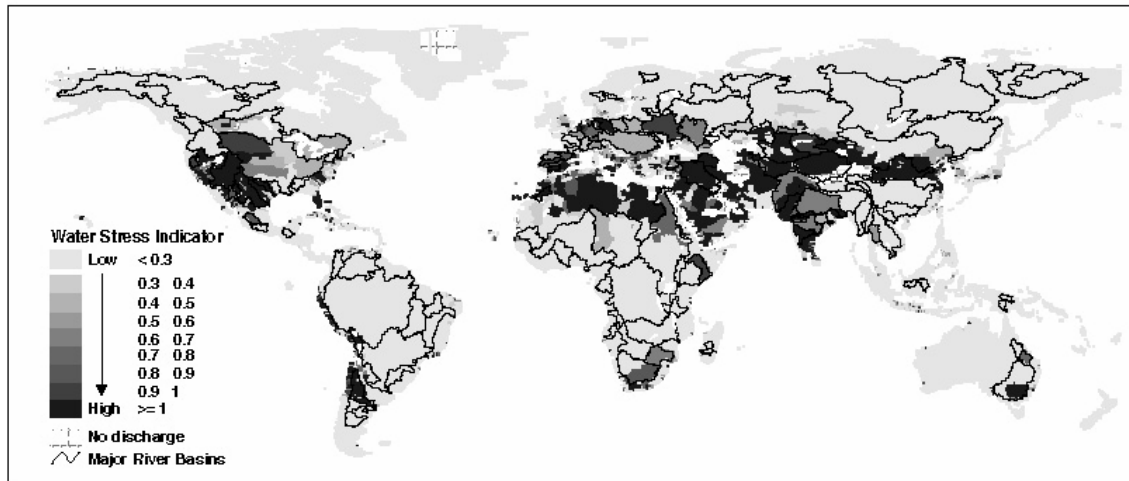 Water Stress Indicator
Low < 0.3
0.3 0.4
0.4 0.5
0.5 0.6
0.6 0.7
0.7 0.8
0.8 0.9
0.9 1
High >= 1
No discharge
Major River Basins